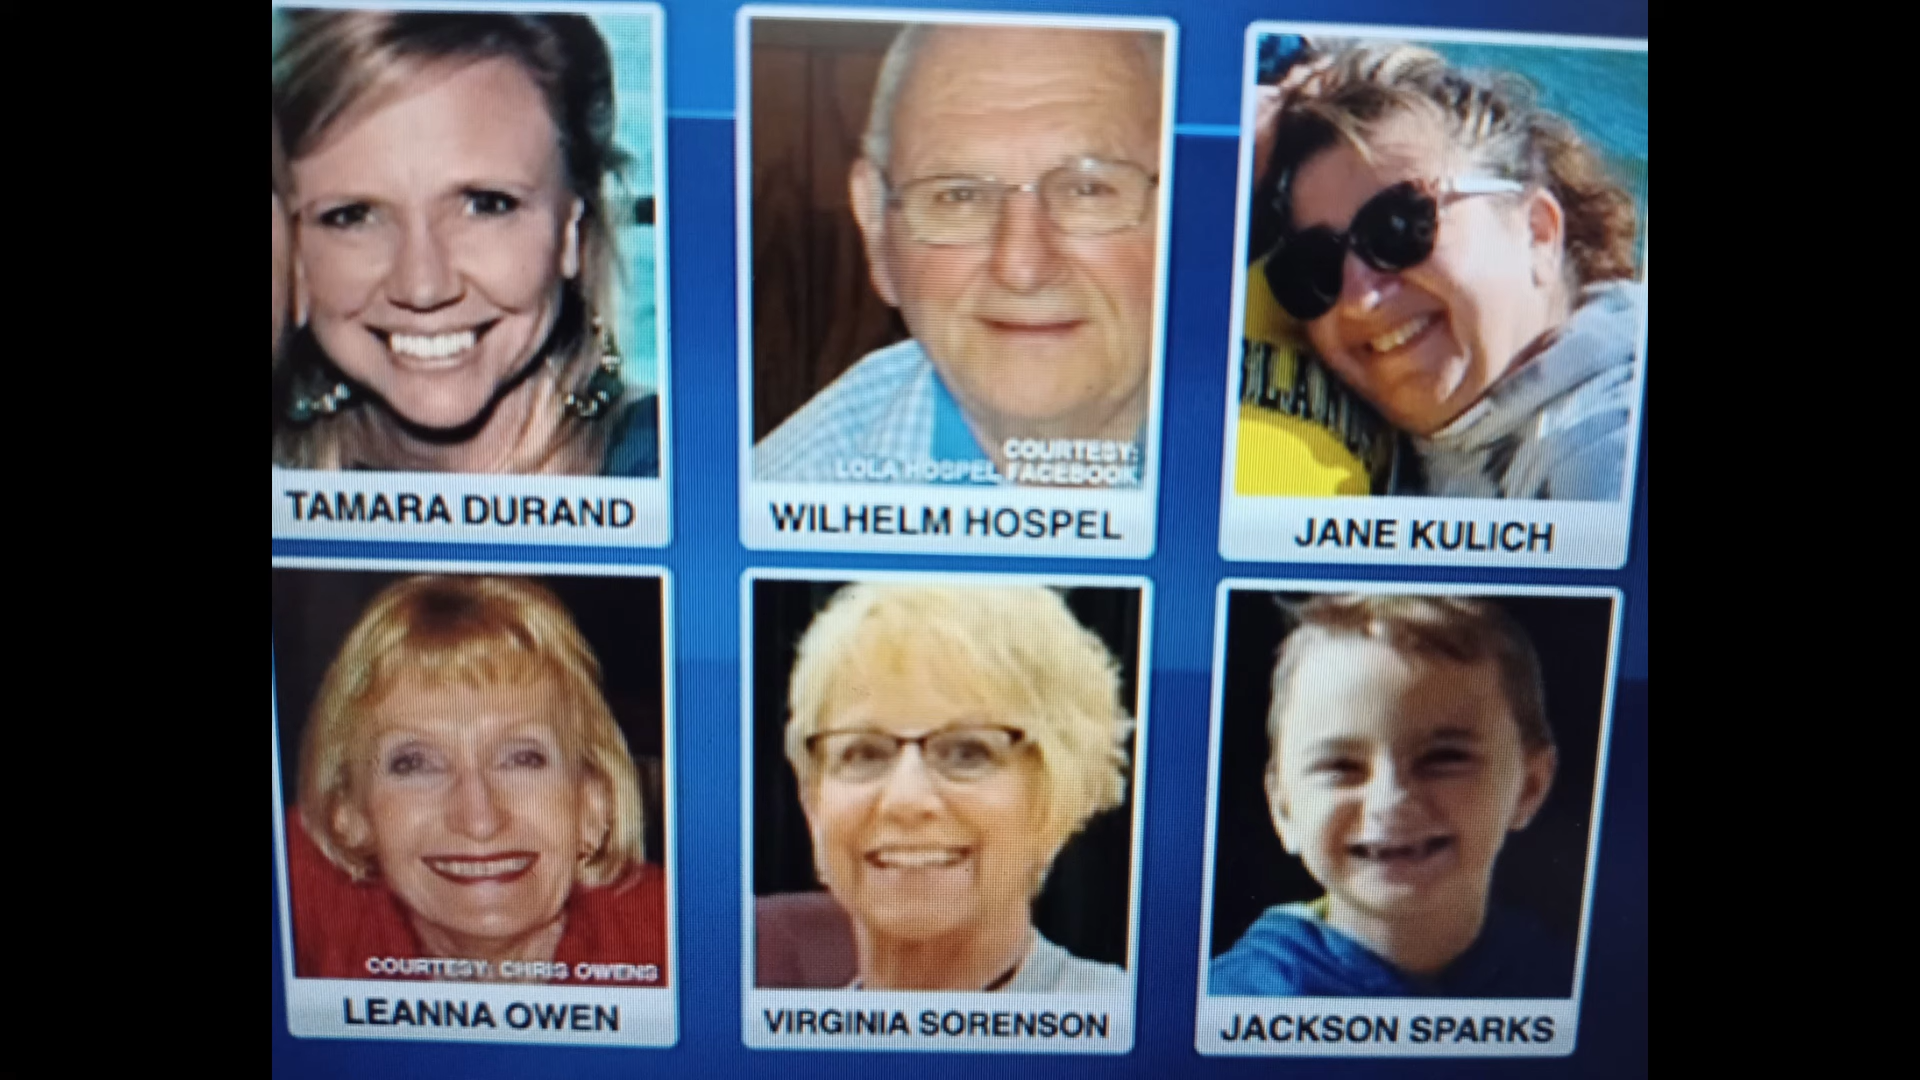 COURTESY:
LOLA HOSPEL FACEBOOK
TAMARA DURAND
WILHELM HOSPEL
JANE KULICH
COURTESY: CHRIS OWENS
LEANNA OWEN
VIRGINIA SORENSON
JACKSON SPARKS